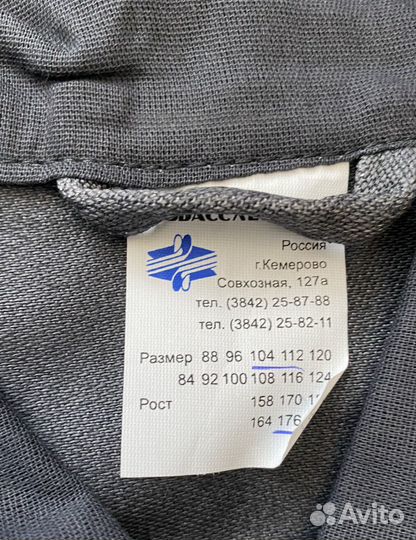 Россия
г.Кемерово
Совхозная, 127а
тел. (3842) 25-87-88
тел. (3842) 25-82-11
Размер 88 96 104 112 120
84 92 100 108 116 124
Рост 158 170
164 176
Avito